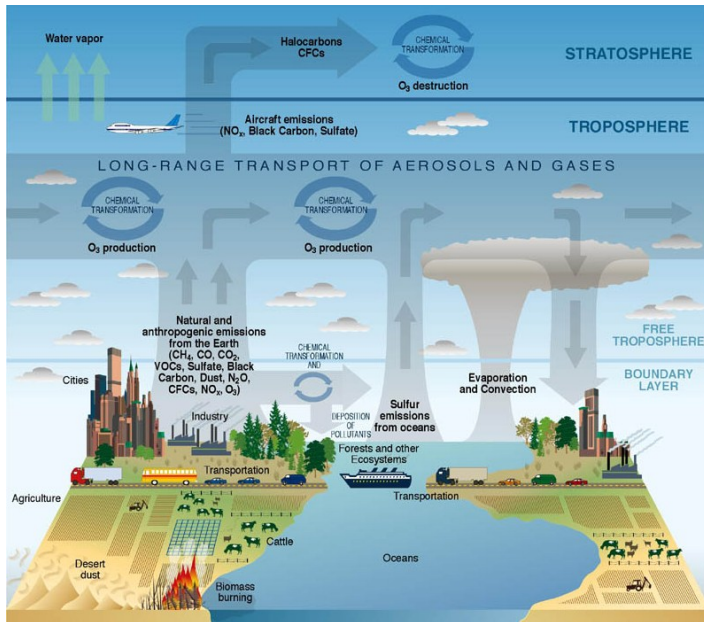 Water vapor
Halocarbons
CFCs
CHEMICAL
TRANSFORMATION
O₃ destruction
STRATOSPHERE
Aircraft emissions
(NOₓ, Black Carbon, Sulfate)
TROPOSPHERE
LONG-RANGE TRANSPORT OF AEROSOLS AND GASES
CHEMICAL
TRANSFORMATION
O₃ production
CHEMICAL
TRANSFORMATION
O₃ production
Natural and
anthropogenic emissions
from the Earth
(CH₄, CO, CO₂,
VOCs, Sulfate, Black
Carbon, Dust, N₂O,
CFCs, NOₓ, O₃)
CHEMICAL
TRANSFORMATION
AND
DEPOSITION
OF
POLLUTANTS
FREE
TROPOSPHERE
BOUNDARY
LAYER
Cities
Industry
Sulfur
emissions
from oceans
Evaporation
and Convection
Forests and other
Ecosystems
Transportation
Transportation
Agriculture
Cattle
Oceans
Desert
dust
Biomass
burning